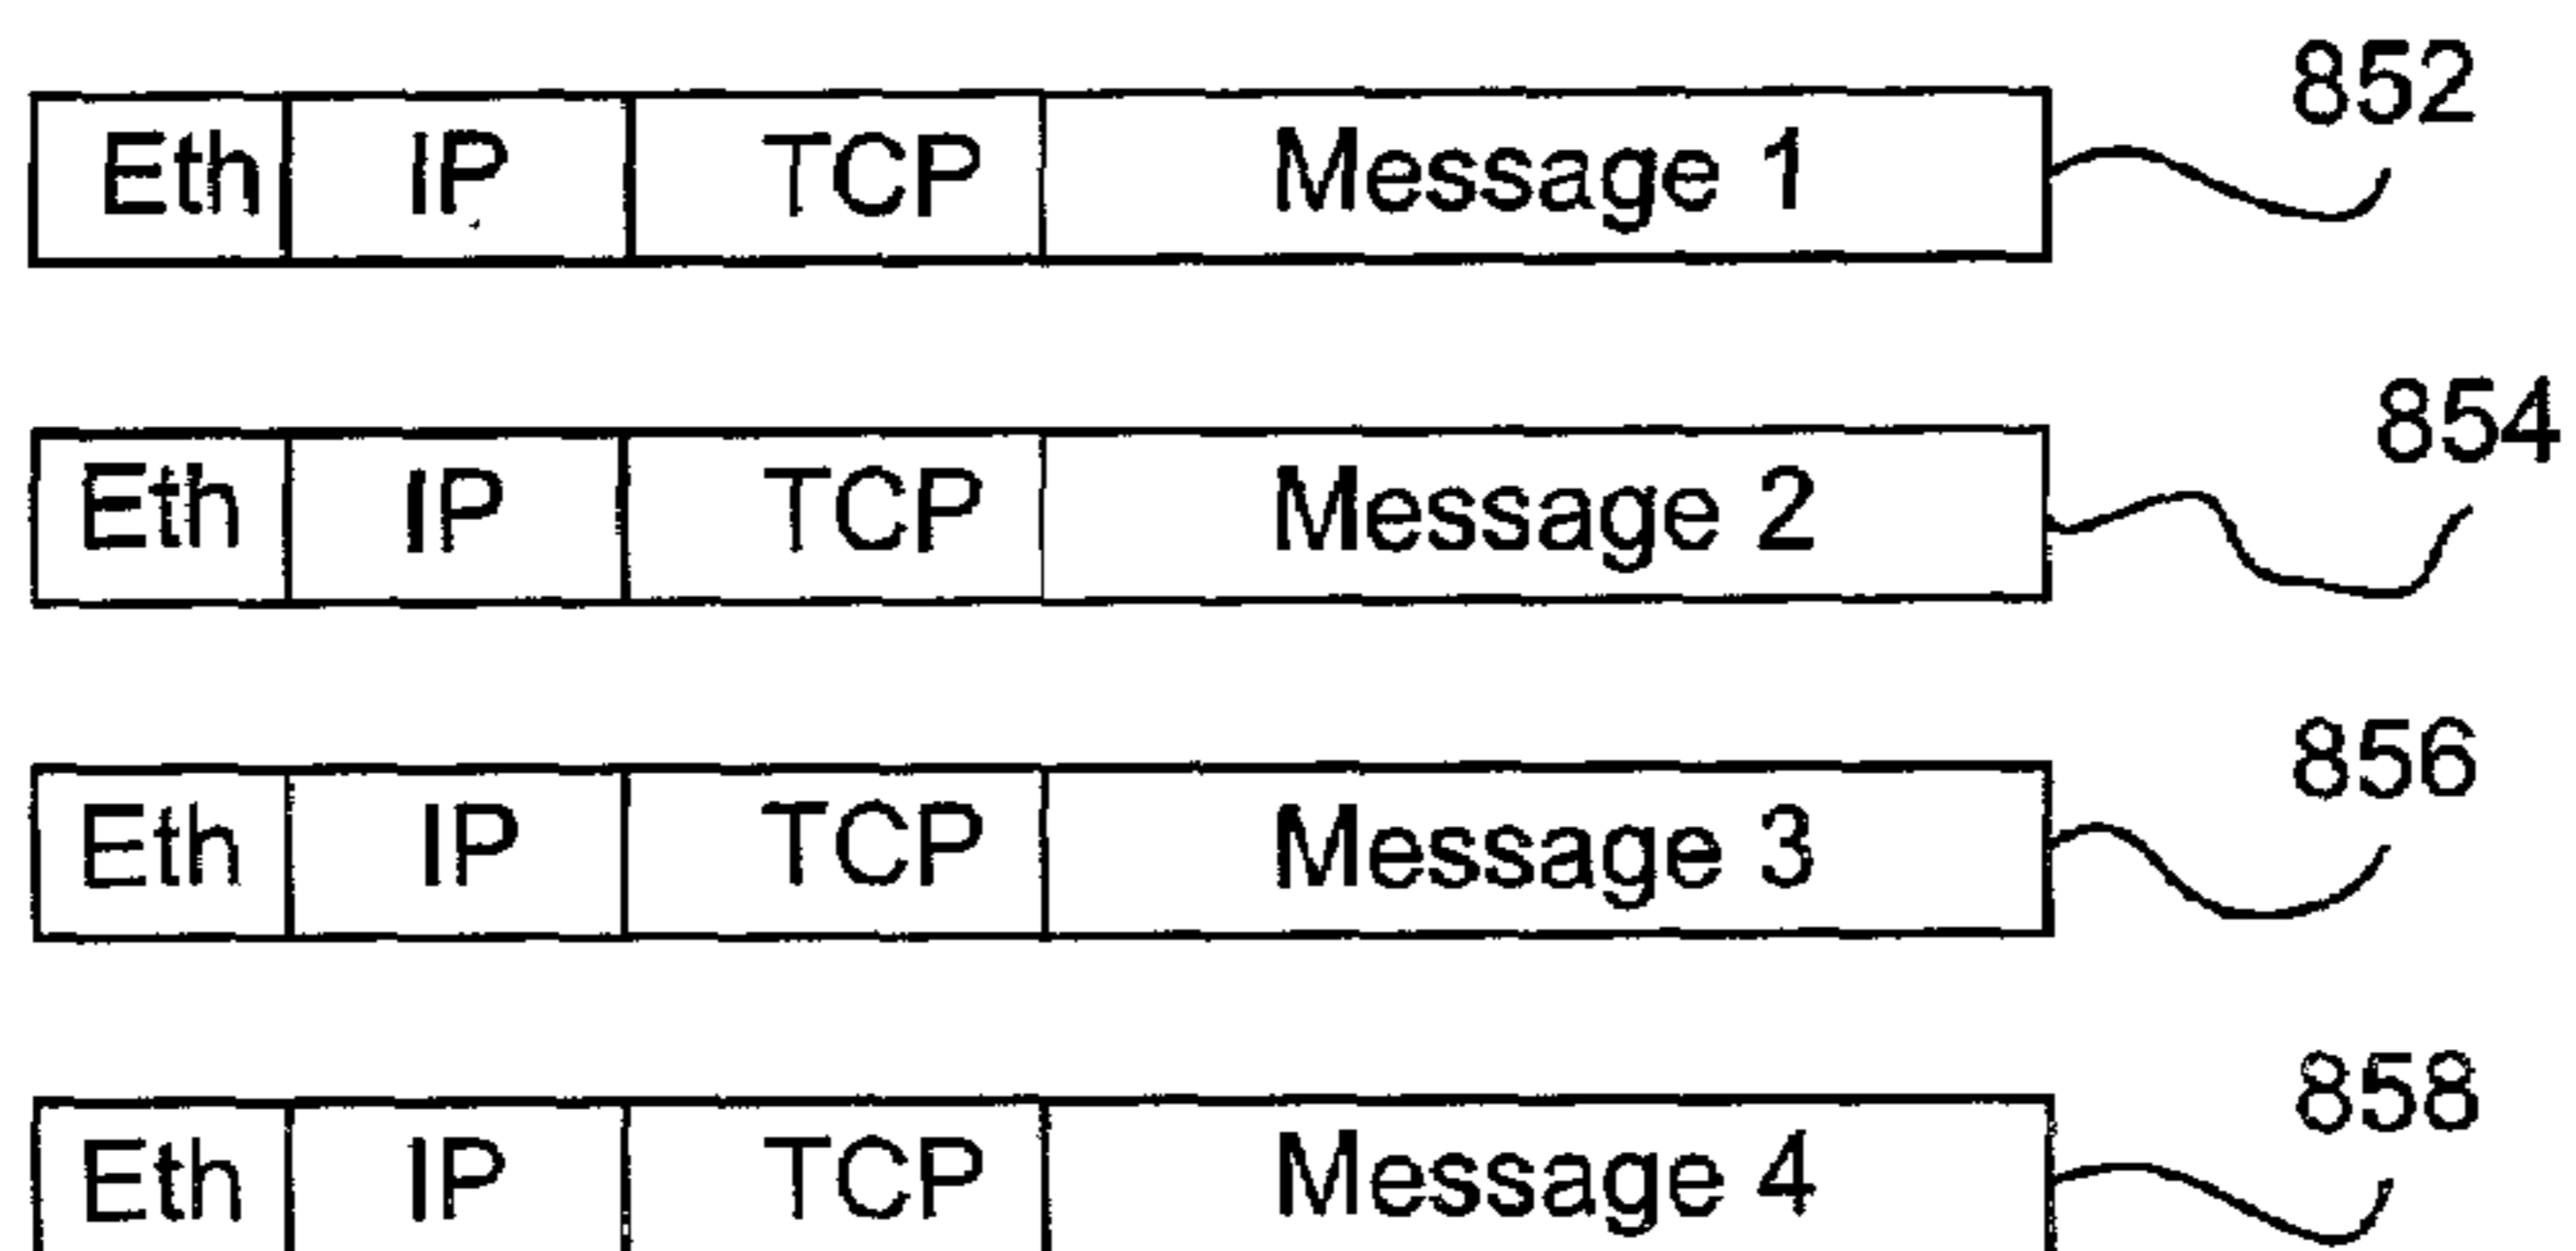 852
Eth IP TCP Message 1
854
Eth IP TCP Message 2
856
Eth IP TCP Message 3
858
Eth IP TCP Message 4